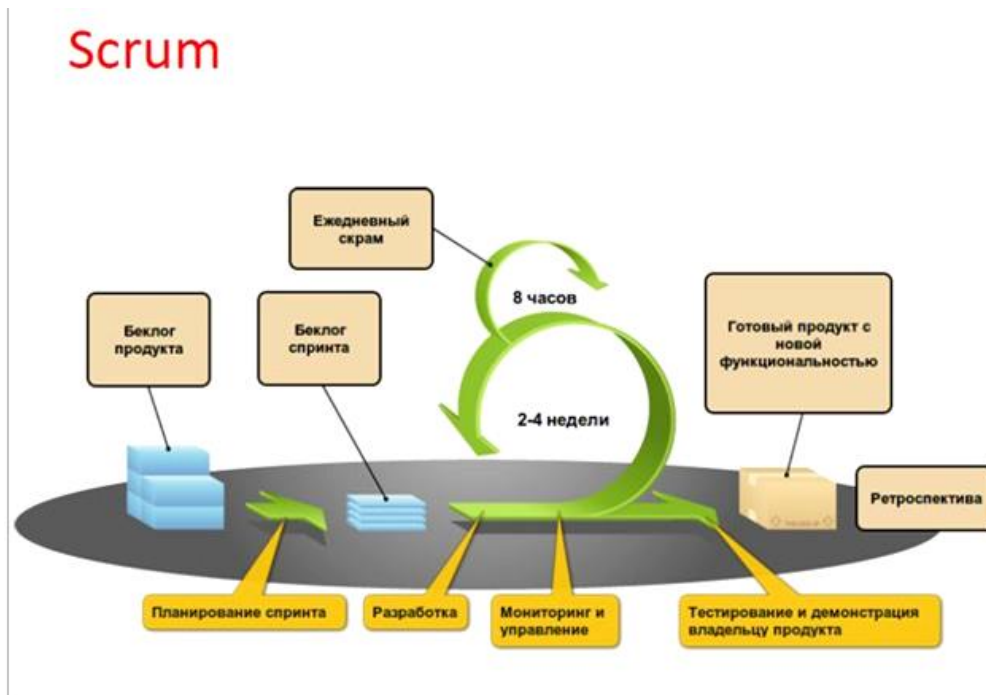 Scrum
Ежедневный
скрам
8 часов
Беклог
продукта
Беклог
спринта
Готовый продукт с
новой
функциональностью
2-4 недели
Ретроспектива
Планирование спринта
Разработка
Мониторинг и
управление
Тестирование и демонстрация
владельцу продукта